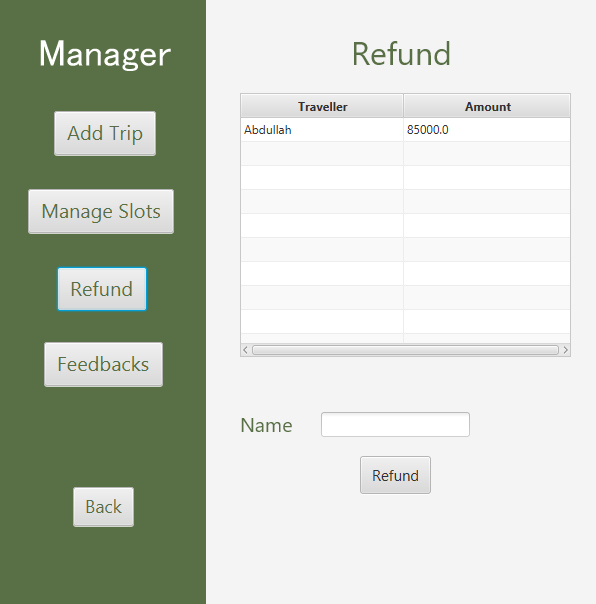 Manager
Add Trip
Manage Slots
Refund
Feedbacks
Back
Refund
Traveller Amount
Abdullah 85000.0
Name
Refund